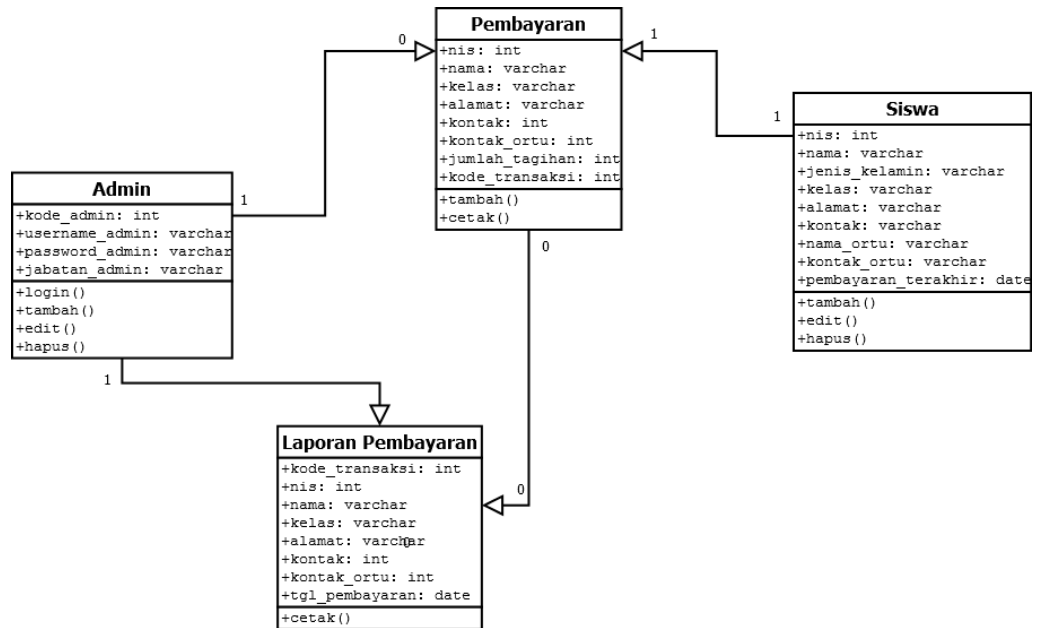 Pembayaran
+nis: int
+nama: varchar
+kelas: varchar
+alamat: varchar
+kontak: int
+kontak_ortu: int
+jumlah_tagihan: int
+kode_transaksi: int
+tambah()
+cetak()
0
1
0
Siswa
+nis: int
+nama: varchar
+jenis_kelamin: varchar
+kelas: varchar
+alamat: varchar
+kontak: varchar
+nama_ortu: varchar
+kontak_ortu: varchar
+pembayaran_terakhir: date
+tambah()
+edit()
+hapus()
1
Admin
+kode_admin: int
+username_admin: varchar
+password_admin: varchar
+jabatan_admin: varchar
+login()
+tambah()
+edit()
+hapus()
1
1
Laporan Pembayaran
+kode_transaksi: int
+nis: int
+nama: varchar
+kelas: varchar
+alamat: varchar
0
+kontak: int
+kontak_ortu: int
+tgl_pembayaran: date
+cetak()
0